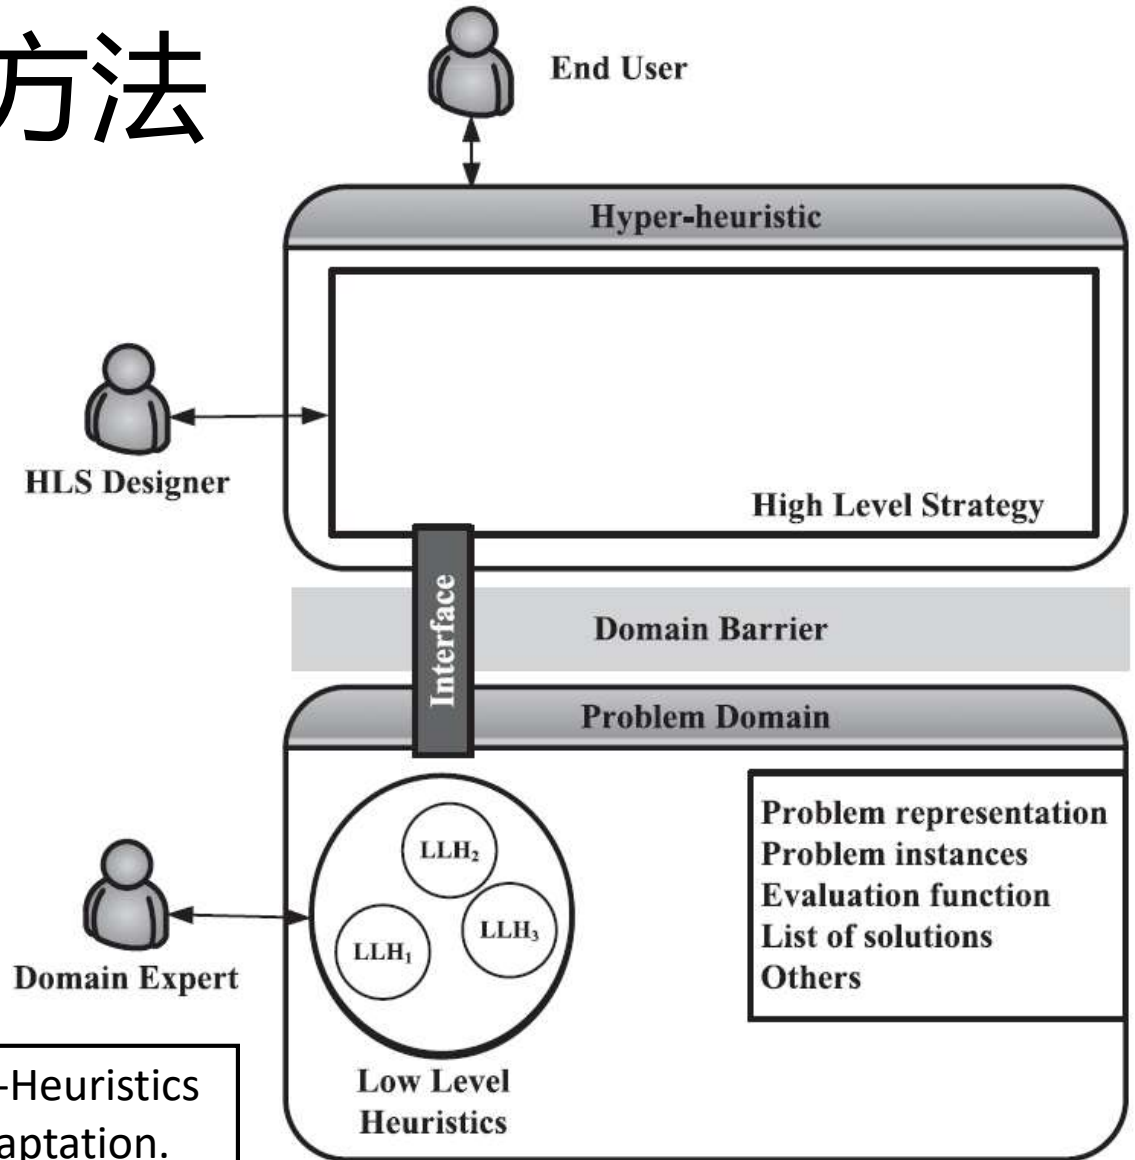 方法
End User
Hyper-heuristic
HLS Designer
High Level Strategy
Interface
Domain Barrier
Problem Domain
LLH₂
LLH₃
LLH₁
Problem representation
Problem instances
Evaluation function
List of solutions
Others
Domain Expert
Low Level
Heuristics
-Heuristics
aptation.